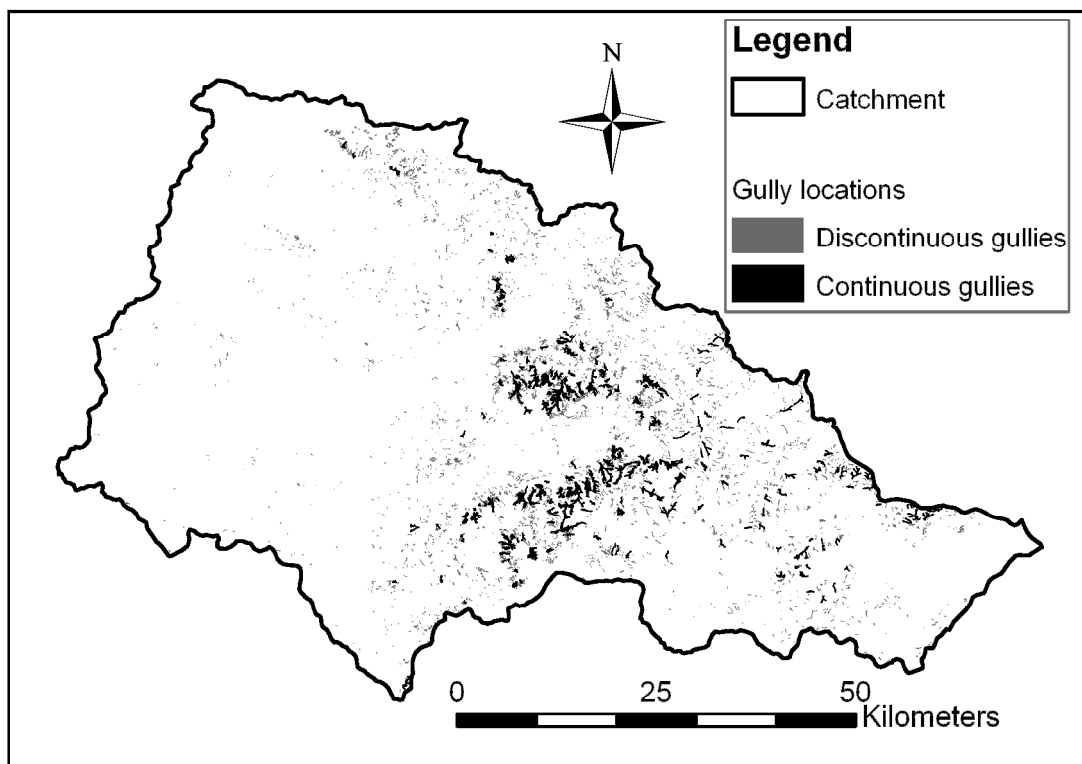 Legend
N
Catchment
Gully locations
Discontinuous gullies
Continuous gullies
0 25 50
Kilometers